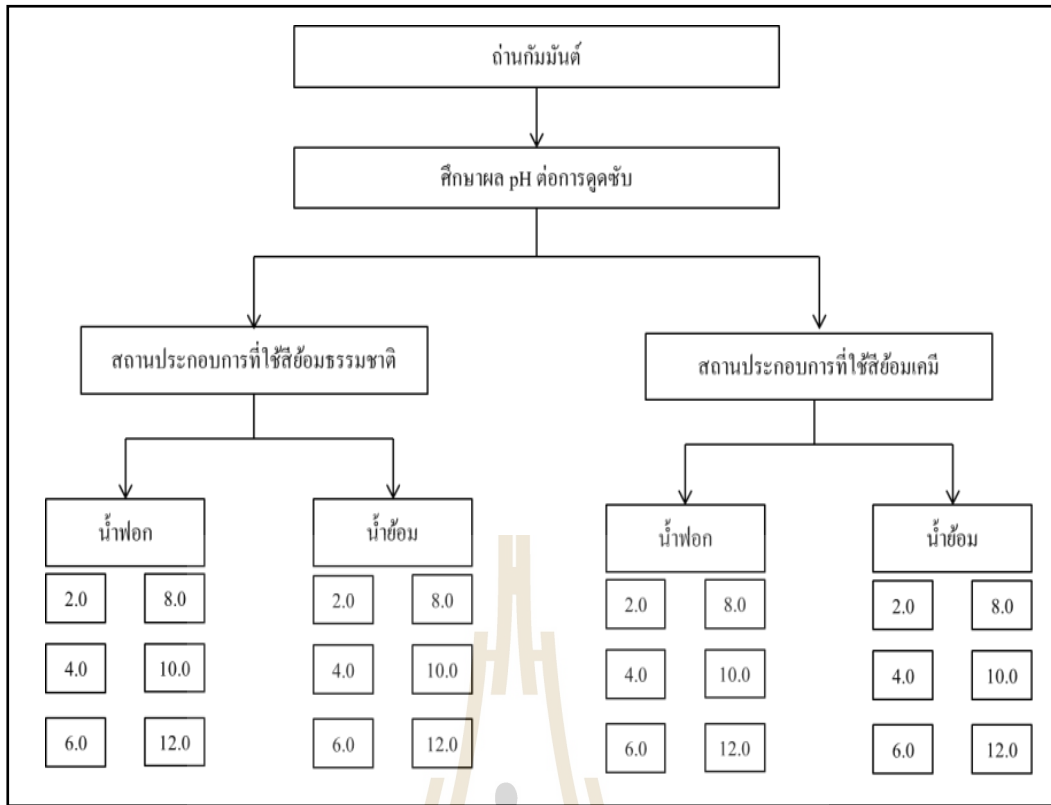 ถ่านกัมมันต์
ศึกษาผล pH ต่อการดูดซับ
สถานประกอบการที่ใช้สีย้อมธรรมชาติ
สถานประกอบการที่ใช้สีย้อมเคมี
น้ำฟอก น้ำย้อม น้ำฟอก น้ำย้อม
2.0 8.0 2.0 8.0 2.0 8.0 2.0 8.0
4.0 10.0 4.0 10.0 4.0 10.0 4.0 10.0
6.0 12.0 6.0 12.0 6.0 12.0 6.0 12.0